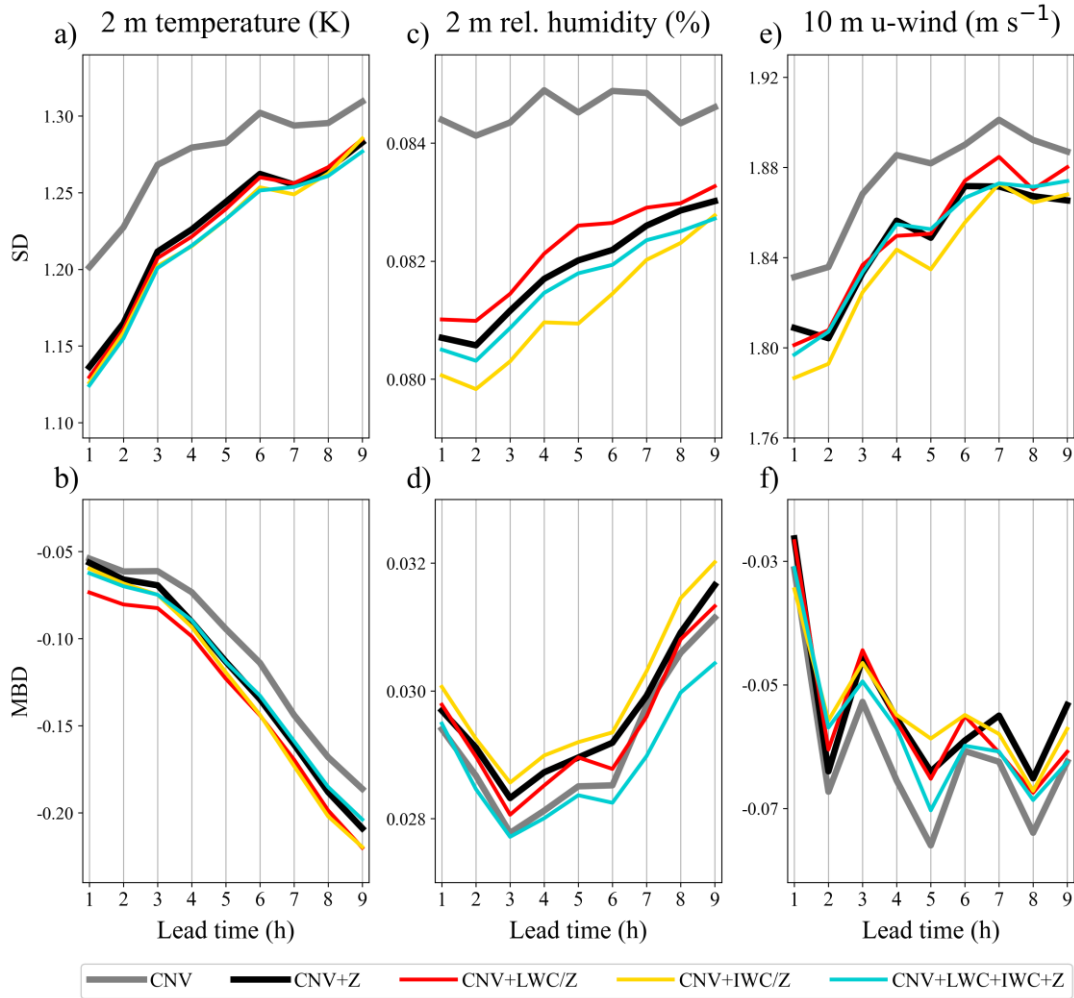 2 m temperature (K)
2 m rel. humidity (%)
10 m u-wind (m s⁻¹)
a)
c)
e)
SD
1.30
1.25
1.20
1.15
1.10
1 2 3 4 5 6 7 8 9
0.084
0.082
0.080
1 2 3 4 5 6 7 8 9
1.92
1.88
1.84
1.80
1.76
1 2 3 4 5 6 7 8 9
b)
d)
f)
MBD
-0.05
-0.10
-0.15
-0.20
1 2 3 4 5 6 7 8 9
Lead time (h)
0.032
0.030
0.028
1 2 3 4 5 6 7 8 9
Lead time (h)
-0.03
-0.05
-0.07
1 2 3 4 5 6 7 8 9
Lead time (h)
CNV CNV+Z CNV+LWC/Z CNV+IWC/Z CNV+LWC+IWC+Z